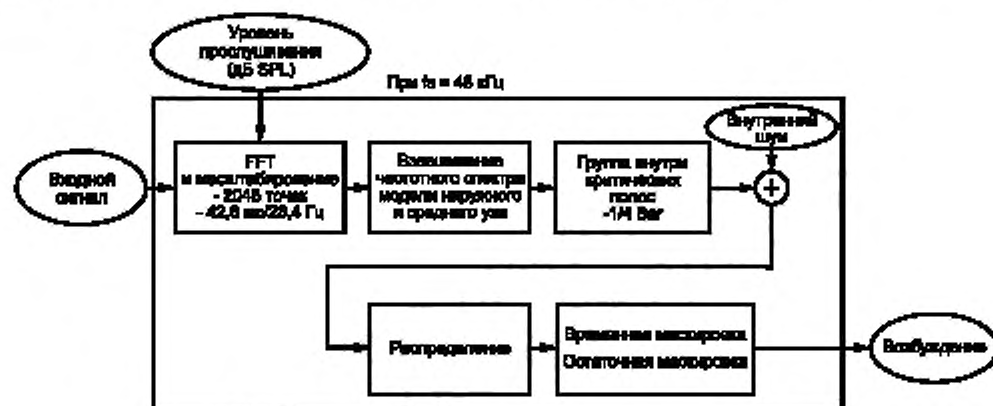 Уровень
прослушивания
(дБ SPL)
При fs = 48 кГц
Внутренний
шум
Входной
сигнал
FFT
и масштабирование
- 2048 точек
- 42,6 мс/23,4 Гц
Взвешивание
частотного спектра
модели наружного
и среднего уха
Группа внутри
критических
полос
-1/4 Bar
+
Распределение
Временная маскировка
Остаточная маскировка
Возбуждение